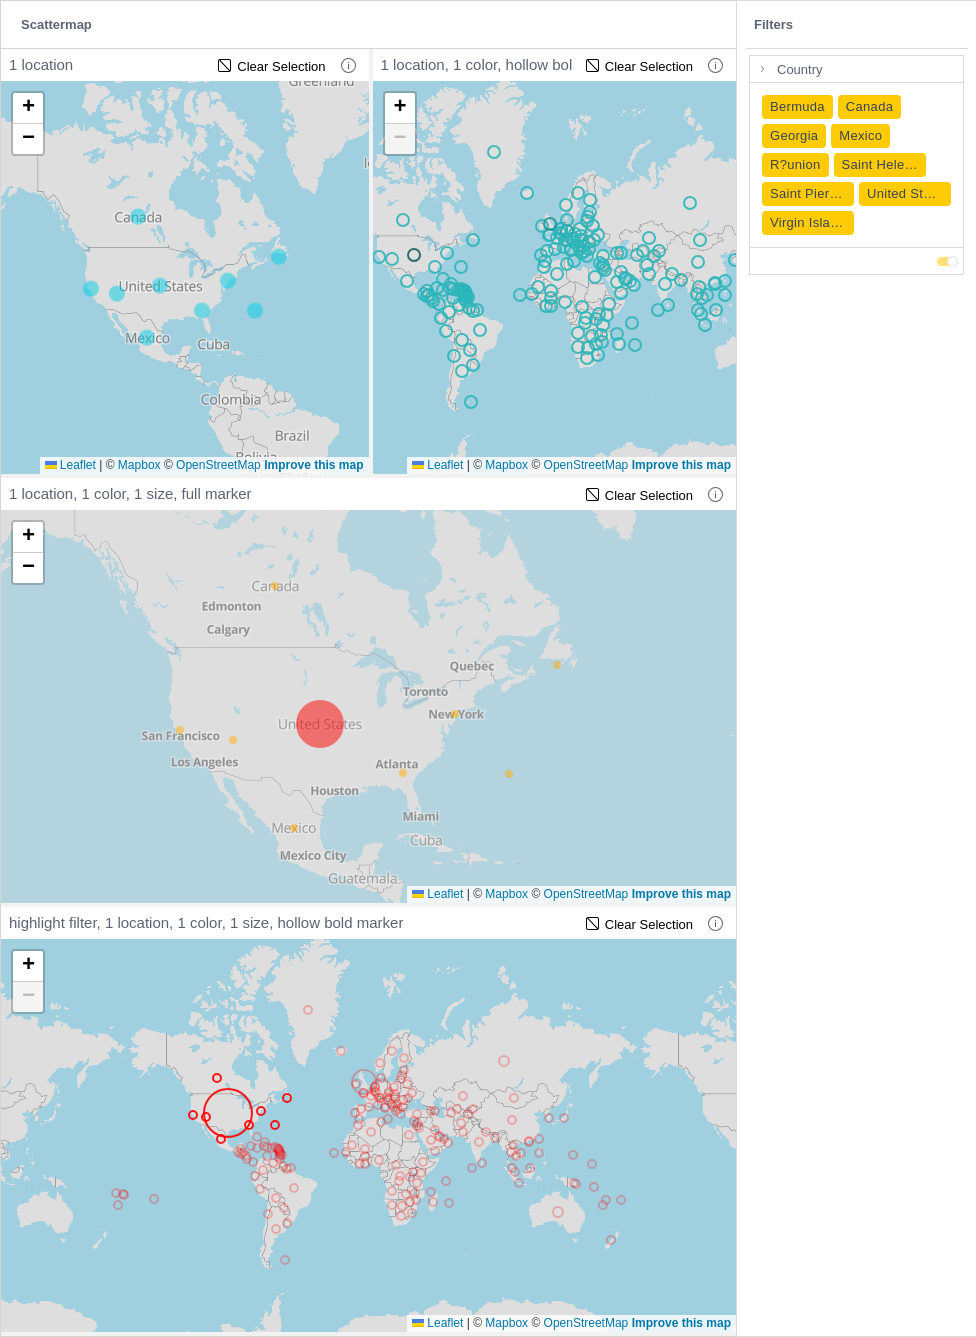 Scattermap
Filters
1 location
Clear Selection
1 location, 1 color, hollow bol
Clear Selection
Country
Bermuda
Canada
Georgia
Mexico
R?union
Saint Hele...
Saint Pier...
United St...
Virgin Isla...
+
−
Greenland
Canada
United States
Mexico
Cuba
Colombia
Brazil
Bolivia
Leaflet | © Mapbox © OpenStreetMap Improve this map
+
−
Leaflet | © Mapbox © OpenStreetMap Improve this map
1 location, 1 color, 1 size, full marker
Clear Selection
+
−
Canada
Edmonton
Calgary
Quebec
Toronto
New York
United States
San Francisco
Los Angeles
Atlanta
Houston
Miami
Mexico
Cuba
Mexico City
Guatemala
Leaflet | © Mapbox © OpenStreetMap Improve this map
highlight filter, 1 location, 1 color, 1 size, hollow bold marker
Clear Selection
+
−
Leaflet | © Mapbox © OpenStreetMap Improve this map